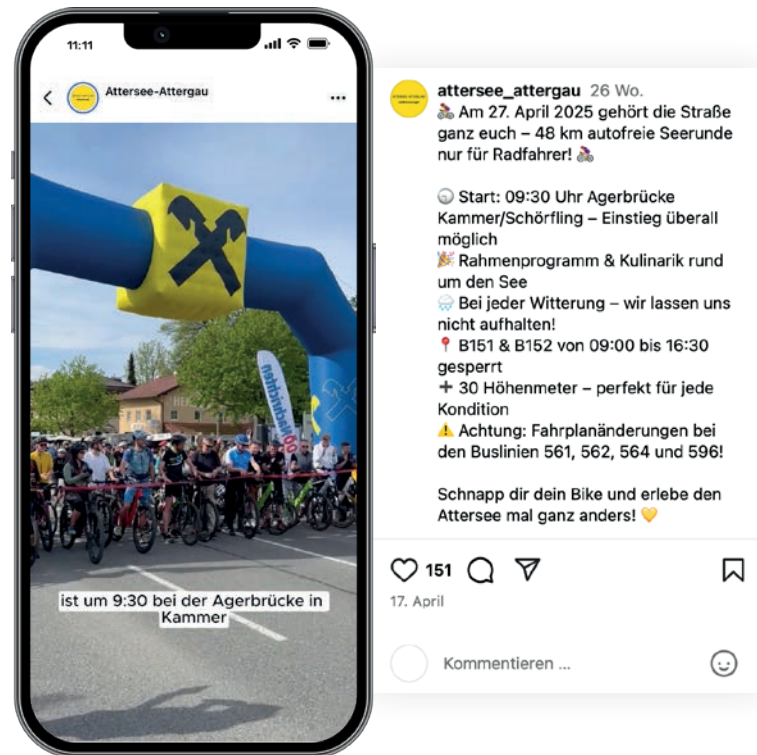 11:11
Attersee-Attergau
Nachrichten
ist um 9:30 bei der Agerbrücke in
Kammer
attersee_attergau 26 Wo.
🚴🏻‍♀️ Am 27. April 2025 gehört die Straße
ganz euch – 48 km autofreie Seerunde
nur für Radfahrer! 🚴🏻‍♀️
🕤 Start: 09:30 Uhr Agerbrücke
Kammer/Schörfling – Einstieg überall
möglich
🎉 Rahmenprogramm & Kulinarik rund
um den See
🌧️ Bei jeder Witterung – wir lassen uns
nicht aufhalten!
📍 B151 & B152 von 09:00 bis 16:30
gesperrt
➕ 30 Höhenmeter – perfekt für jede
Kondition
⚠️ Achtung: Fahrplanänderungen bei
den Buslinien 561, 562, 564 und 596!
Schnapp dir dein Bike und erlebe den
Attersee mal ganz anders! 💛
151
17. April
Kommentieren ...